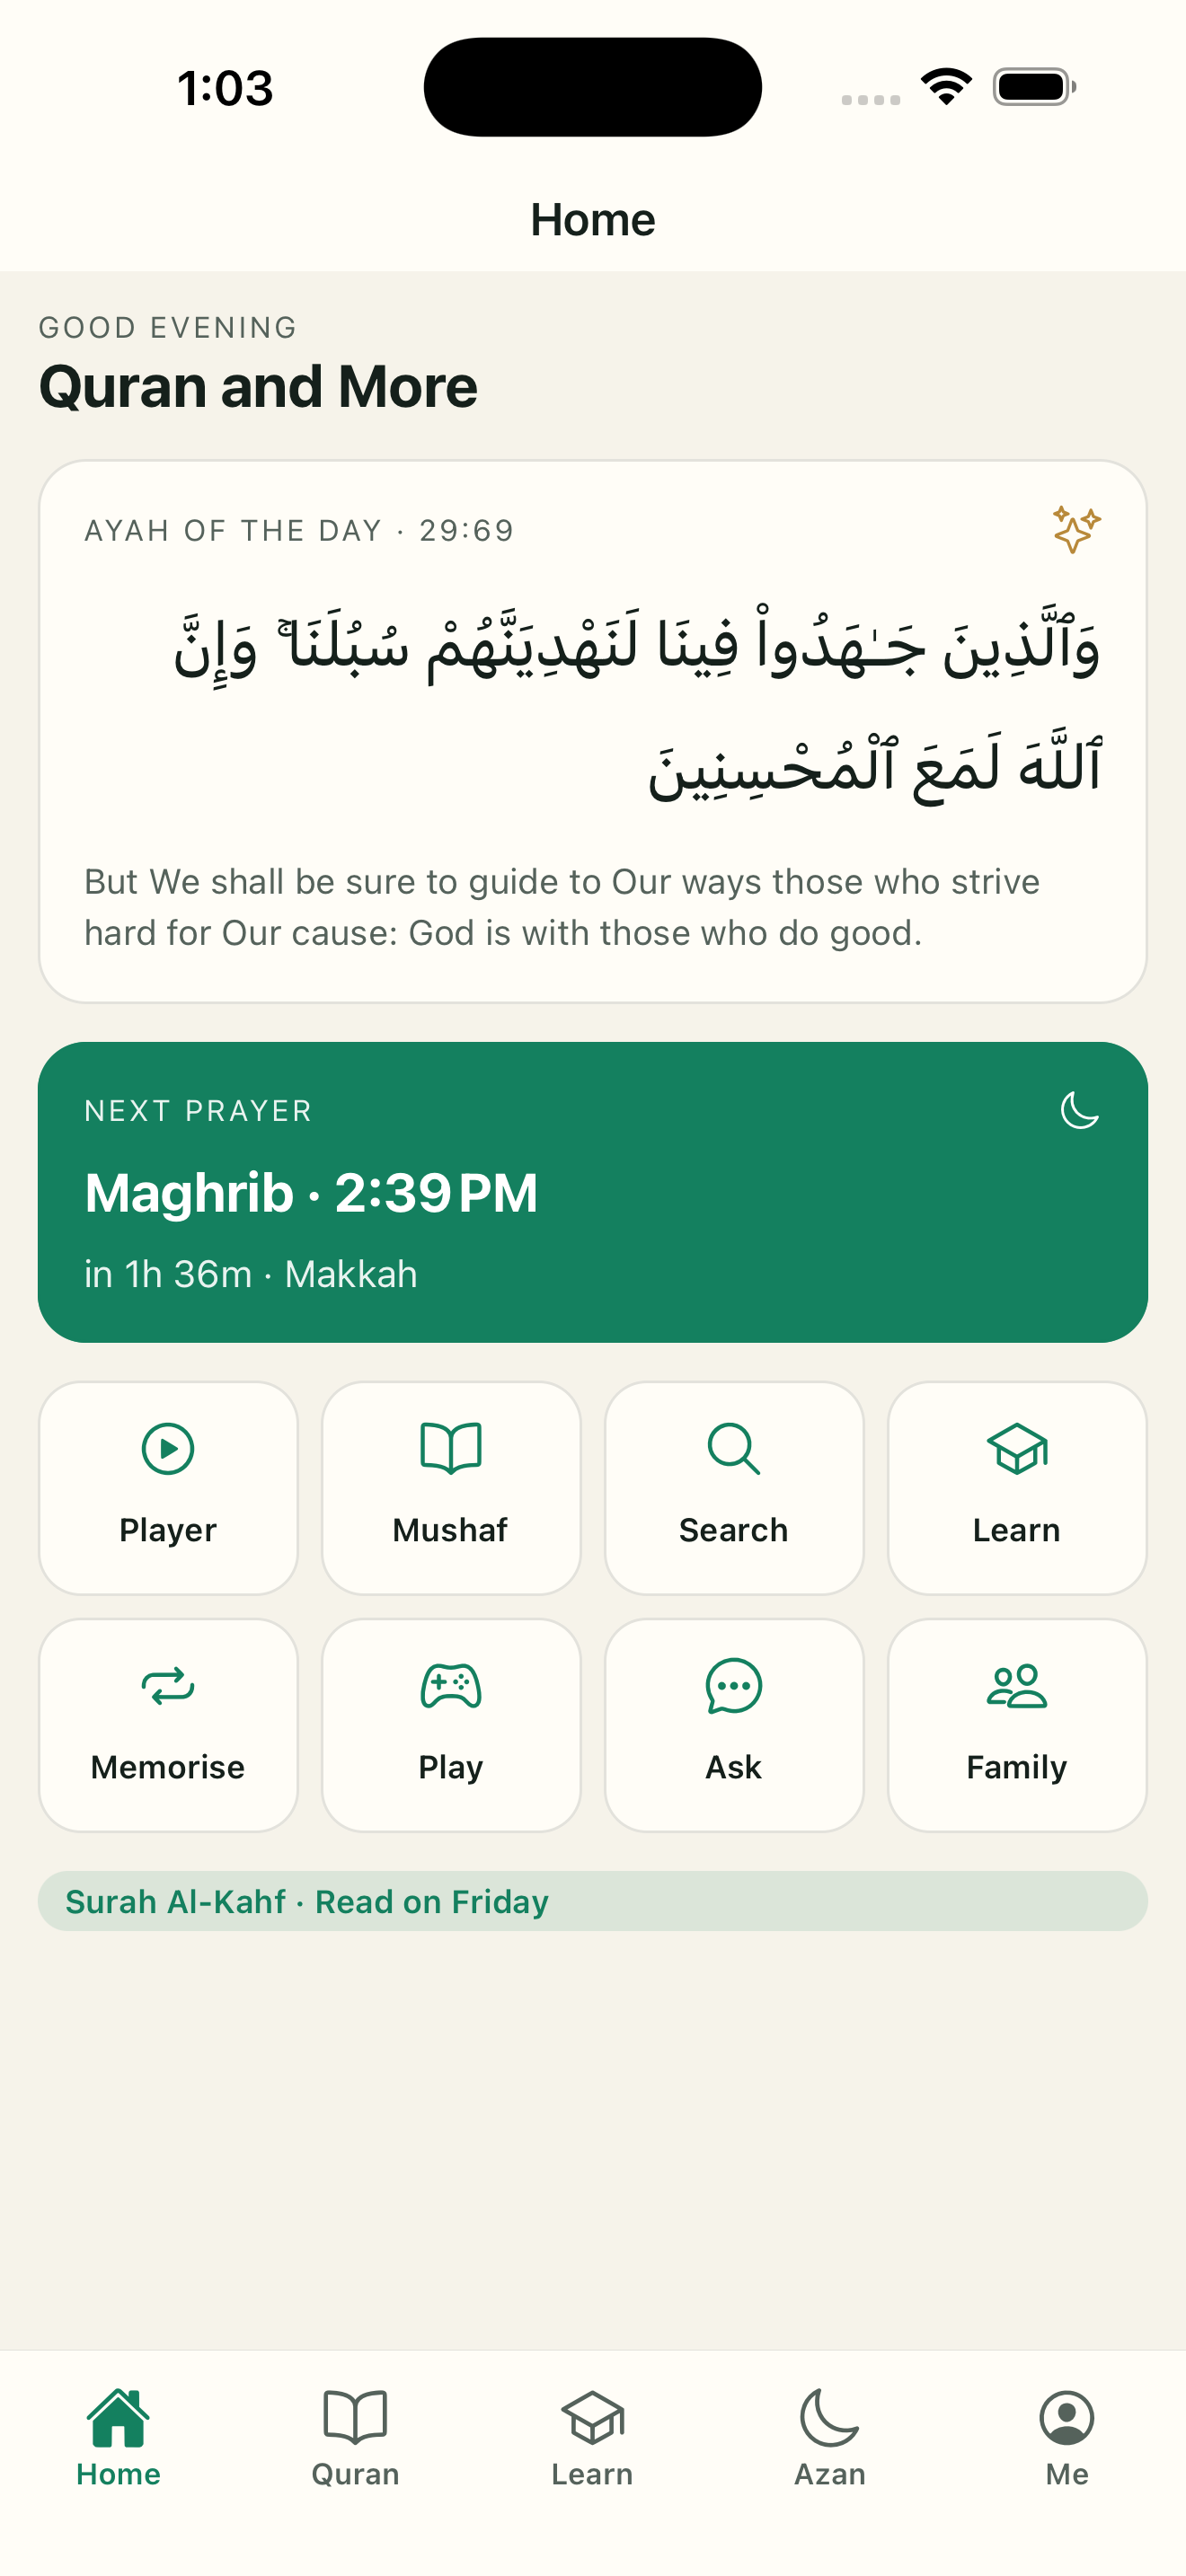 1:03
Home
GOOD EVENING
Quran and More
AYAH OF THE DAY · 29:69
وَٱلَّذِينَ جَـٰهَدُوا۟ فِينَا لَنَهْدِيَنَّهُمْ سُبُلَنَا ۚ وَإِنَّ
ٱللَّهَ لَمَعَ ٱلْمُحْسِنِينَ
But We shall be sure to guide to Our ways those who strive
hard for Our cause: God is with those who do good.
NEXT PRAYER
Maghrib · 2:39 PM
in 1h 36m · Makkah
Player
Mushaf
Search
Learn
Memorise
Play
Ask
Family
Surah Al-Kahf · Read on Friday
Home
Quran
Learn
Azan
Me